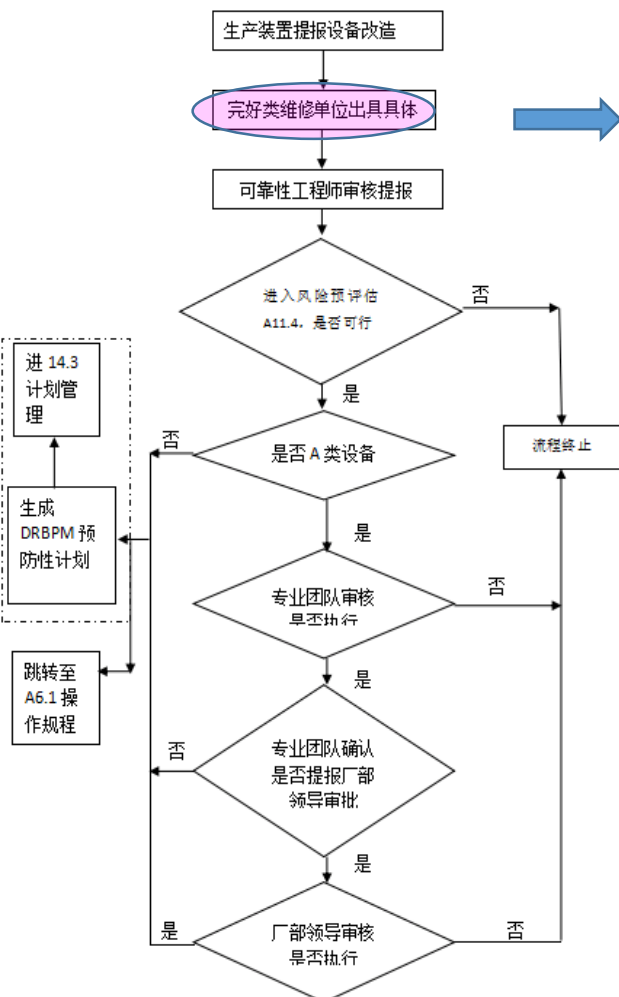 生产装置提报设备改造
完好类维修单位出具具体
可靠性工程师审核提报
进入风险预评估
A11.4，是否可行
否
是
进 14.3
计划管
理
否
是否 A 类设备
流程终止
生成
DRBPM 预
防性计划
是
专业团队审核
是否执行
否
是
跳转至
A6.1 操
作规程
否
专业团队确认
是否提报厂部
领导审批
是
是
厂部领导审核
是否执行
否